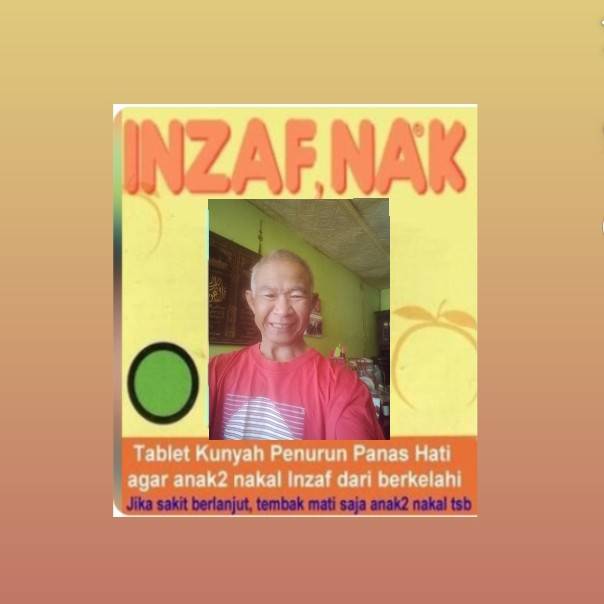 INZAF, NAK
Tablet Kunyah Penurun Panas Hati
agar anak2 nakal Inzaf dari berkelahi
Jika sakit berlanjut, tembak mati saja anak2 nakal tsb